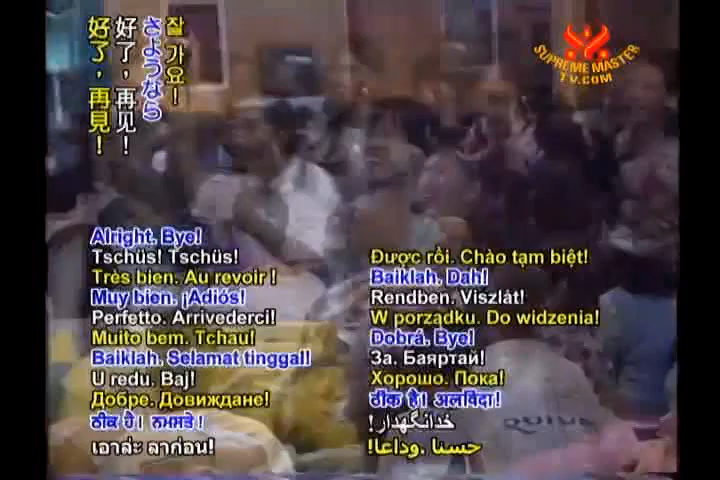 잘 가요!
さようなら
好了，再见！
好了，再見！
SUPREME MASTER
TV.COM
Alright. Bye!
Tschüs! Tschüs!
Très bien. Au revoir !
Muy bien. ¡Adiós!
Perfetto. Arrivederci!
Muito bem. Tchau!
Baiklah. Selamat tinggal!
U redu. Baj!
Добре. Довиждане!
ਠੀਕ ਹੈ। ਨਮਸਤੇ !
เอาล่ะ ลาก่อน!
Được rồi. Chào tạm biệt!
Baiklah. Dah!
Rendben. Viszlát!
W porządku. Do widzenia!
Dobrá. Bye!
За. Баяртай!
Хорошо. Пока!
ठीक है। अलविदा!
خدانگهدار!
حسنا .وداعا!